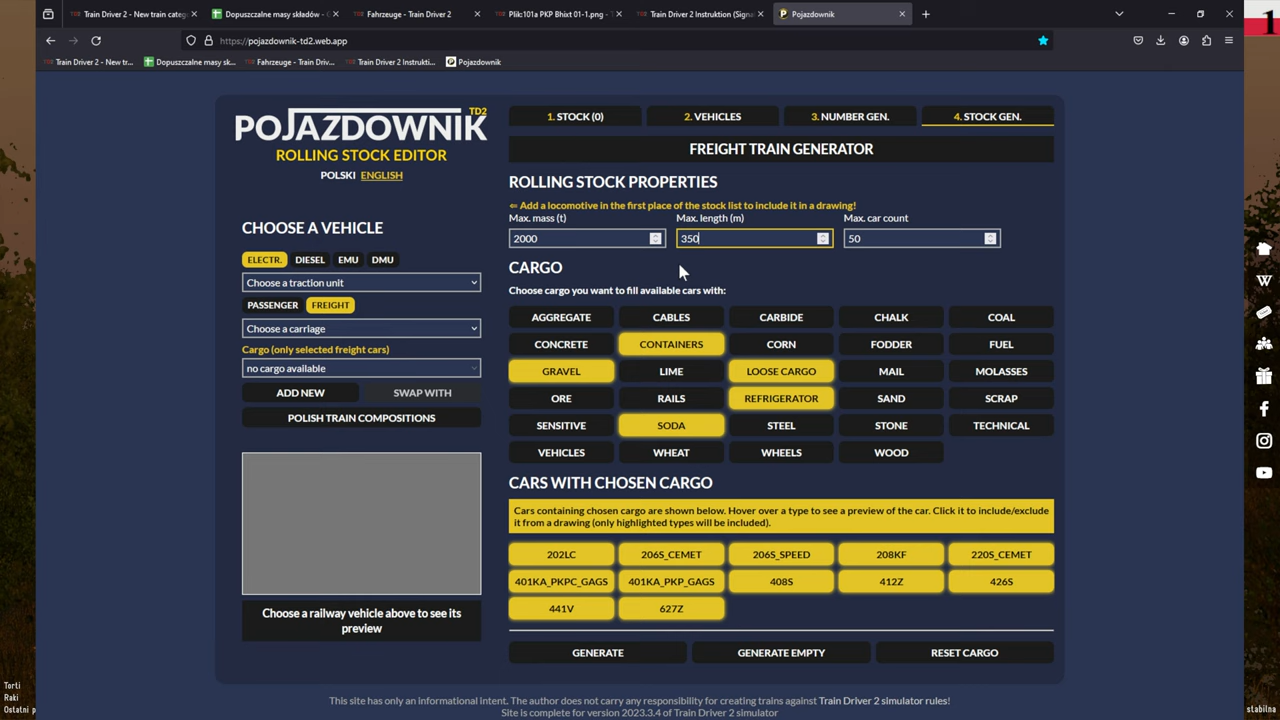 Train Driver 2 - New train categ
Dopuszczalne masy składów - G
Fahrzeuge - Train Driver 2
Plik:101a PKP Bhixt 01-1.png - T
Train Driver 2 Instruktion (Signa
Pojazdownik
https://pojazdownik-td2.web.app
Train Driver 2 - New tr...
Dopuszczalne masy sk...
Fahrzeuge - Train Driv...
Train Driver 2 Instrukti...
Pojazdownik
1
POJAZDOWNIK TD2
ROLLING STOCK EDITOR
POLSKI ENGLISH
CHOOSE A VEHICLE
ELECTR. DIESEL EMU DMU
Choose a traction unit
PASSENGER FREIGHT
Choose a carriage
Cargo (only selected freight cars)
no cargo available
ADD NEW SWAP WITH
POLISH TRAIN COMPOSITIONS
Choose a railway vehicle above to see its
preview
1. STOCK (0) 2. VEHICLES 3. NUMBER GEN. 4. STOCK GEN.
FREIGHT TRAIN GENERATOR
ROLLING STOCK PROPERTIES
⇐ Add a locomotive in the first place of the stock list to include it in a drawing!
Max. mass (t) Max. length (m) Max. car count
2000 350 50
CARGO
Choose cargo you want to fill available cars with:
AGGREGATE CABLES CARBIDE CHALK COAL
CONCRETE CONTAINERS CORN FODDER FUEL
GRAVEL LIME LOOSE CARGO MAIL MOLASSES
ORE RAILS REFRIGERATOR SAND SCRAP
SENSITIVE SODA STEEL STONE TECHNICAL
VEHICLES WHEAT WHEELS WOOD
CARS WITH CHOSEN CARGO
Cars containing chosen cargo are shown below. Hover over a type to see a preview of the car. Click it to include/exclude
it from a drawing (only highlighted types will be included).
202LC 206S_CEMET 206S_SPEED 208KF 220S_CEMET
401KA_PKPC_GAGS 401KA_PKP_GAGS 408S 412Z 426S
441V 627Z
GENERATE GENERATE EMPTY RESET CARGO
This site has only an informational intent. The author does not carry any responsibility for creating trains against Train Driver 2 simulator rules!
Site is complete for version 2023.3.4 of Train Driver 2 simulator
Torti
Raki
Ostatni p
stabilna